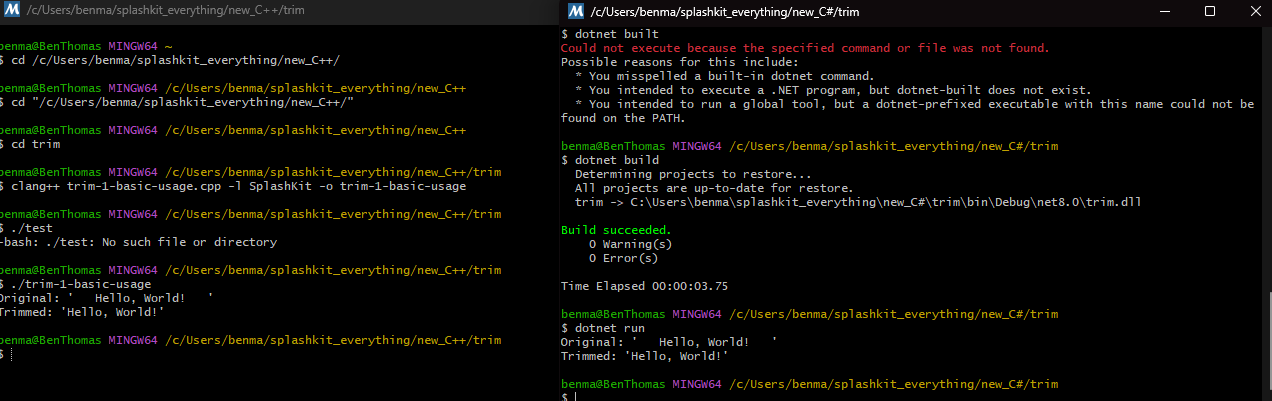 /c/Users/benma/splashkit_everything/new_C++/trim
benma@BenThomas MINGW64 ~
$ cd /c/Users/benma/splashkit_everything/new_C++/
benma@BenThomas MINGW64 /c/Users/benma/splashkit_everything/new_C++
$ cd "/c/Users/benma/splashkit_everything/new_C++/"
benma@BenThomas MINGW64 /c/Users/benma/splashkit_everything/new_C++
$ cd trim
benma@BenThomas MINGW64 /c/Users/benma/splashkit_everything/new_C++/trim
$ clang++ trim-1-basic-usage.cpp -l SplashKit -o trim-1-basic-usage
benma@BenThomas MINGW64 /c/Users/benma/splashkit_everything/new_C++/trim
$ ./test
-bash: ./test: No such file or directory
benma@BenThomas MINGW64 /c/Users/benma/splashkit_everything/new_C++/trim
$ ./trim-1-basic-usage
Original: '   Hello, World!   '
Trimmed: 'Hello, World!'
benma@BenThomas MINGW64 /c/Users/benma/splashkit_everything/new_C++/trim
$
/c/Users/benma/splashkit_everything/new_C#/trim
$ dotnet built
Could not execute because the specified command or file was not found.
Possible reasons for this include:
  * You misspelled a built-in dotnet command.
  * You intended to execute a .NET program, but dotnet-built does not exist.
  * You intended to run a global tool, but a dotnet-prefixed executable with this name could not be
found on the PATH.
benma@BenThomas MINGW64 /c/Users/benma/splashkit_everything/new_C#/trim
$ dotnet build
  Determining projects to restore...
  All projects are up-to-date for restore.
  trim -> C:\Users\benma\splashkit_everything\new_C#\trim\bin\Debug\net8.0\trim.dll
Build succeeded.
    0 Warning(s)
    0 Error(s)
Time Elapsed 00:00:03.75
benma@BenThomas MINGW64 /c/Users/benma/splashkit_everything/new_C#/trim
$ dotnet run
Original: '   Hello, World!   '
Trimmed: 'Hello, World!'
benma@BenThomas MINGW64 /c/Users/benma/splashkit_everything/new_C#/trim
$